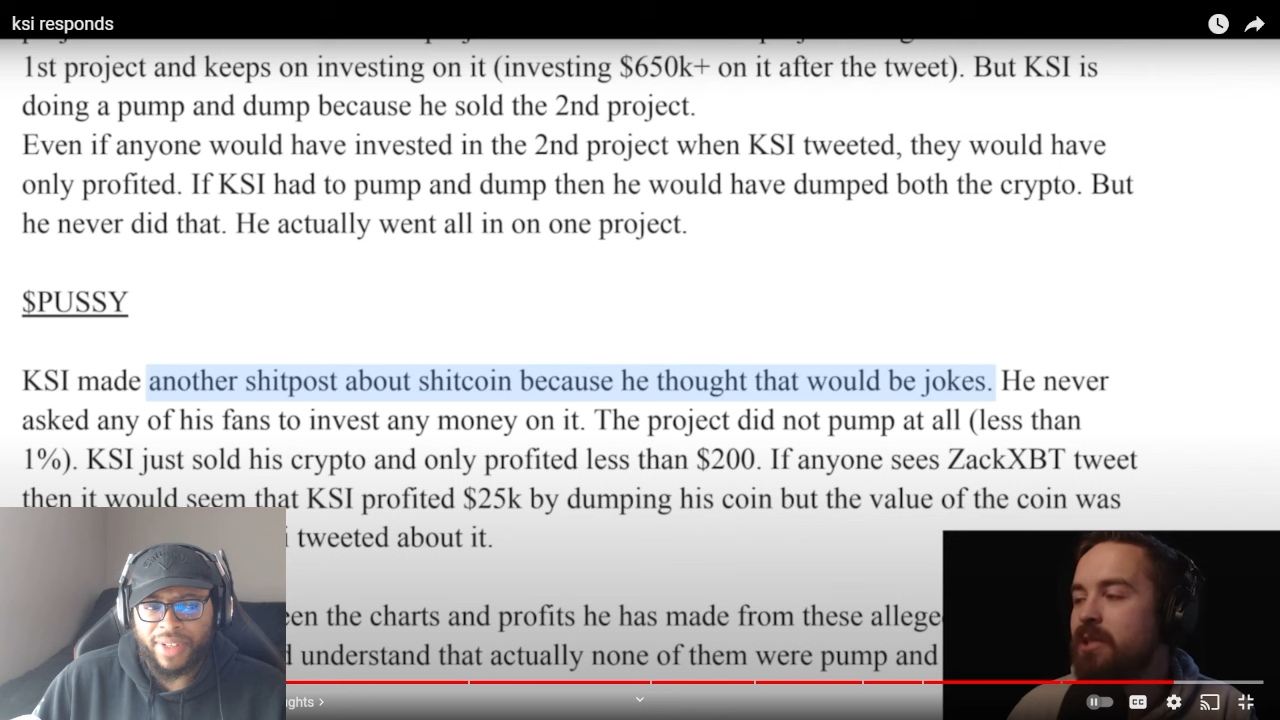 ksi responds
1st project and keeps on investing on it (investing $650k+ on it after the tweet). But KSI is
doing a pump and dump because he sold the 2nd project.
Even if anyone would have invested in the 2nd project when KSI tweeted, they would have
only profited. If KSI had to pump and dump then he would have dumped both the crypto. But
he never did that. He actually went all in on one project.
$PUSSY
KSI made another shitpost about shitcoin because he thought that would be jokes. He never
asked any of his fans to invest any money on it. The project did not pump at all (less than
1%). KSI just sold his crypto and only profited less than $200. If anyone sees ZackXBT tweet
then it would seem that KSI profited $25k by dumping his coin but the value of the coin was
tweeted about it.
the charts and profits he has made from these
understand that actually none of them were pump and
CC